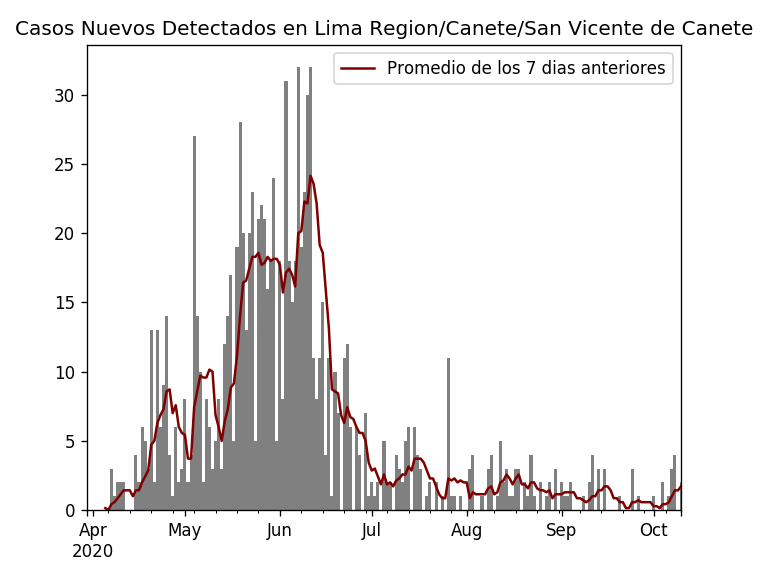 Casos Nuevos Detectados en Lima Region/Canete/San Vicente de Canete
Promedio de los 7 dias anteriores
30
25
20
15
10
5
0
Apr May Jun Jul Aug Sep Oct
2020